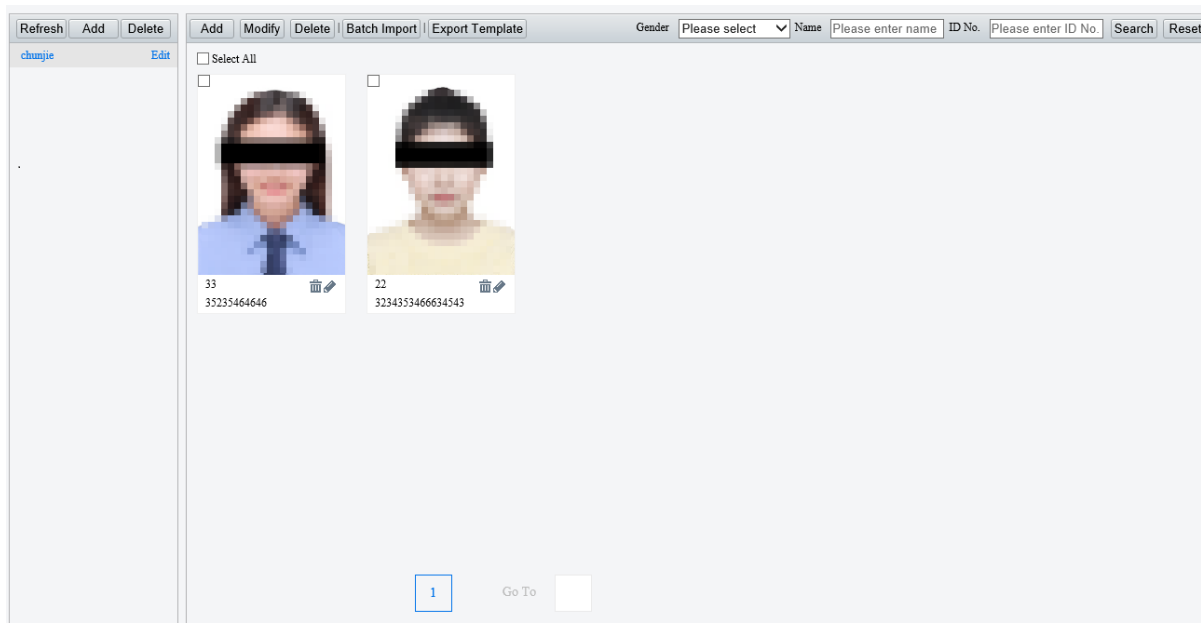 Refresh Add Delete
chunjie Edit
Add Modify Delete | Batch Import | Export Template Gender Please select Name Please enter name ID No. Please enter ID No. Search Reset
Select All
33
35235464646
22
3234353466634543
1 Go To